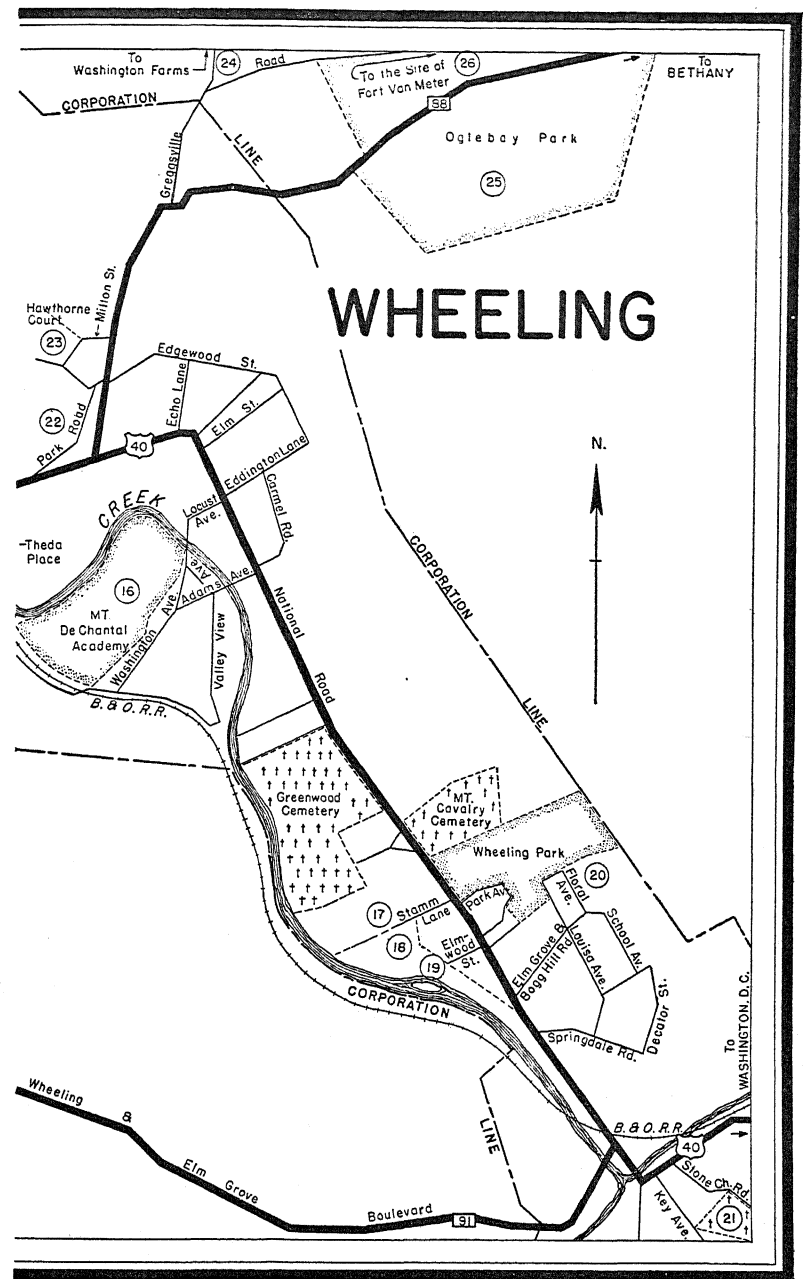 To
Washington Farms
24
Road
To the Site of
Fort Van Meter
26
To
BETHANY
CORPORATION
LINE
88
Oglebay Park
25
Greggsville
WHEELING
Milton St.
Hawthorne
Court
23
Edgewood St.
Echo Lane
Elm St.
22
Park Road
40
Eddington Lane
N.
CREEK
Locust
Ave.
Carmel Rd.
Theda
Place
16
Ave
Adams Ave.
MT.
De Chantal
Academy
Washington Ave.
Valley View
National
Road
CORPORATION
LINE
B. & O. R.R.
Greenwood
Cemetery
MT.
Cavalry
Cemetery
Wheeling Park
20
Floral
Ave.
Park Av.
17
Stamm
Lane
18
Elm-
wood
St.
19
Elm Grove &
Bogg Hill Rd.
Louisa Ave.
School Av.
Decator St.
CORPORATION
Springdale Rd.
To
WASHINGTON, D.C.
Wheeling
&
Elm
Grove
Boulevard
91
LINE
B. & O. R.R.
40
Stone Ch. Rd.
Key Ave.
21